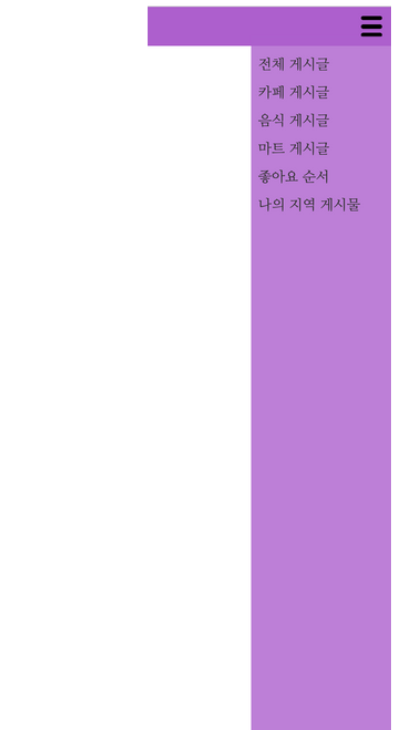 전체 게시글
카페 게시글
음식 게시글
마트 게시글
좋아요 순서
나의 지역 게시물